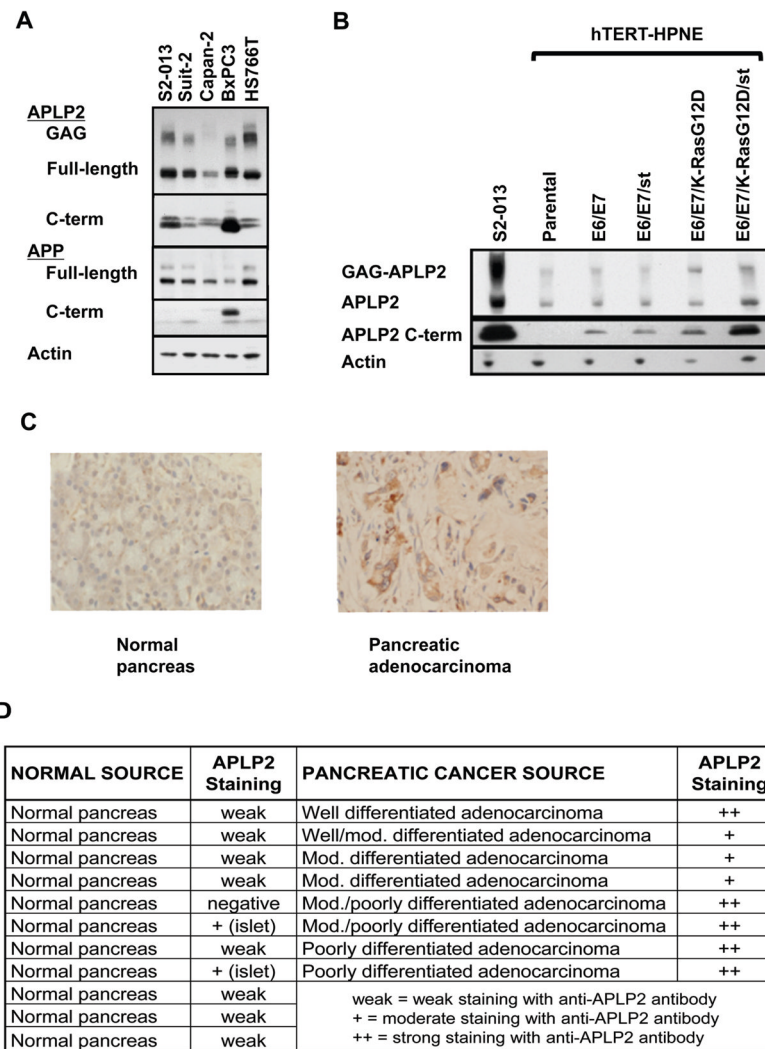 A
S2-013
Suit-2
Capan-2
BxPC3
HS766T
APLP2
GAG
Full-length
C-term
APP
Full-length
C-term
Actin
B
hTERT-HPNE
S2-013
Parental
E6/E7
E6/E7/st
E6/E7/K-RasG12D
E6/E7/K-RasG12D/st
GAG-APLP2
APLP2
APLP2 C-term
Actin
C
Normal
pancreas
Pancreatic
adenocarcinoma
D
NORMAL SOURCE APLP2 Staining PANCREATIC CANCER SOURCE APLP2 Staining
Normal pancreas weak Well differentiated adenocarcinoma ++
Normal pancreas weak Well/mod. differentiated adenocarcinoma +
Normal pancreas weak Mod. differentiated adenocarcinoma +
Normal pancreas weak Mod. differentiated adenocarcinoma +
Normal pancreas negative Mod./poorly differentiated adenocarcinoma ++
Normal pancreas + (islet) Mod./poorly differentiated adenocarcinoma ++
Normal pancreas weak Poorly differentiated adenocarcinoma ++
Normal pancreas + (islet) Poorly differentiated adenocarcinoma ++
Normal pancreas weak weak = weak staining with anti-APLP2 antibody
Normal pancreas weak + = moderate staining with anti-APLP2 antibody
Normal pancreas weak ++ = strong staining with anti-APLP2 antibody